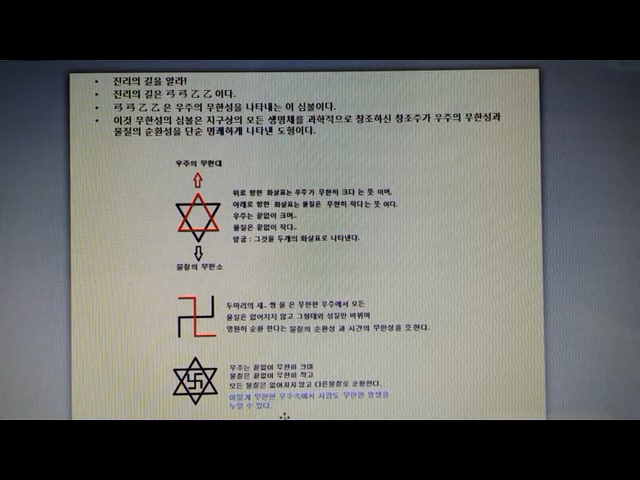 진리의 길을 알라!
진리의 길은 弓弓乙乙 이다.
弓弓乙乙 은 우주의 무한성을 나타내는 이 심볼이다.
이것 무한성의 심볼은 지구상의 모든 생명체를 과학적으로 창조하신 창조주가 우주의 무한성과
물질의 순환성을 단순 명쾌하게 나타낸 도형이다.
우주의 무한대
위로 향한 화살표는 우주가 무한히 크다 는 뜻 이며,
아래로 향한 화살표는 물질은 무현히 작다 는 뜻 이다.
우주는 끝없이 크며..
물질은 끝없이 작다..
양궁 : 그것을 두개의 화살표로 나타낸다.
물질의 무한소
두마리의 새.. 쌍 을 은 무한한 우주에서 모든
물질은 없어지지 않고 그형태와 성질만 바뀌며
영원히 순환 한다는 물질의 순환성 과 시간의 무한성을 뜻한다.
우주는 끝없이 무한히 크며
물질은 끝없이 무한히 작고
모든 물질은 없어지지않고 다른물질로 순환한다.
이렇게 무한한 우주속에서 사람도 무한한 영생을
누릴 수 있다.